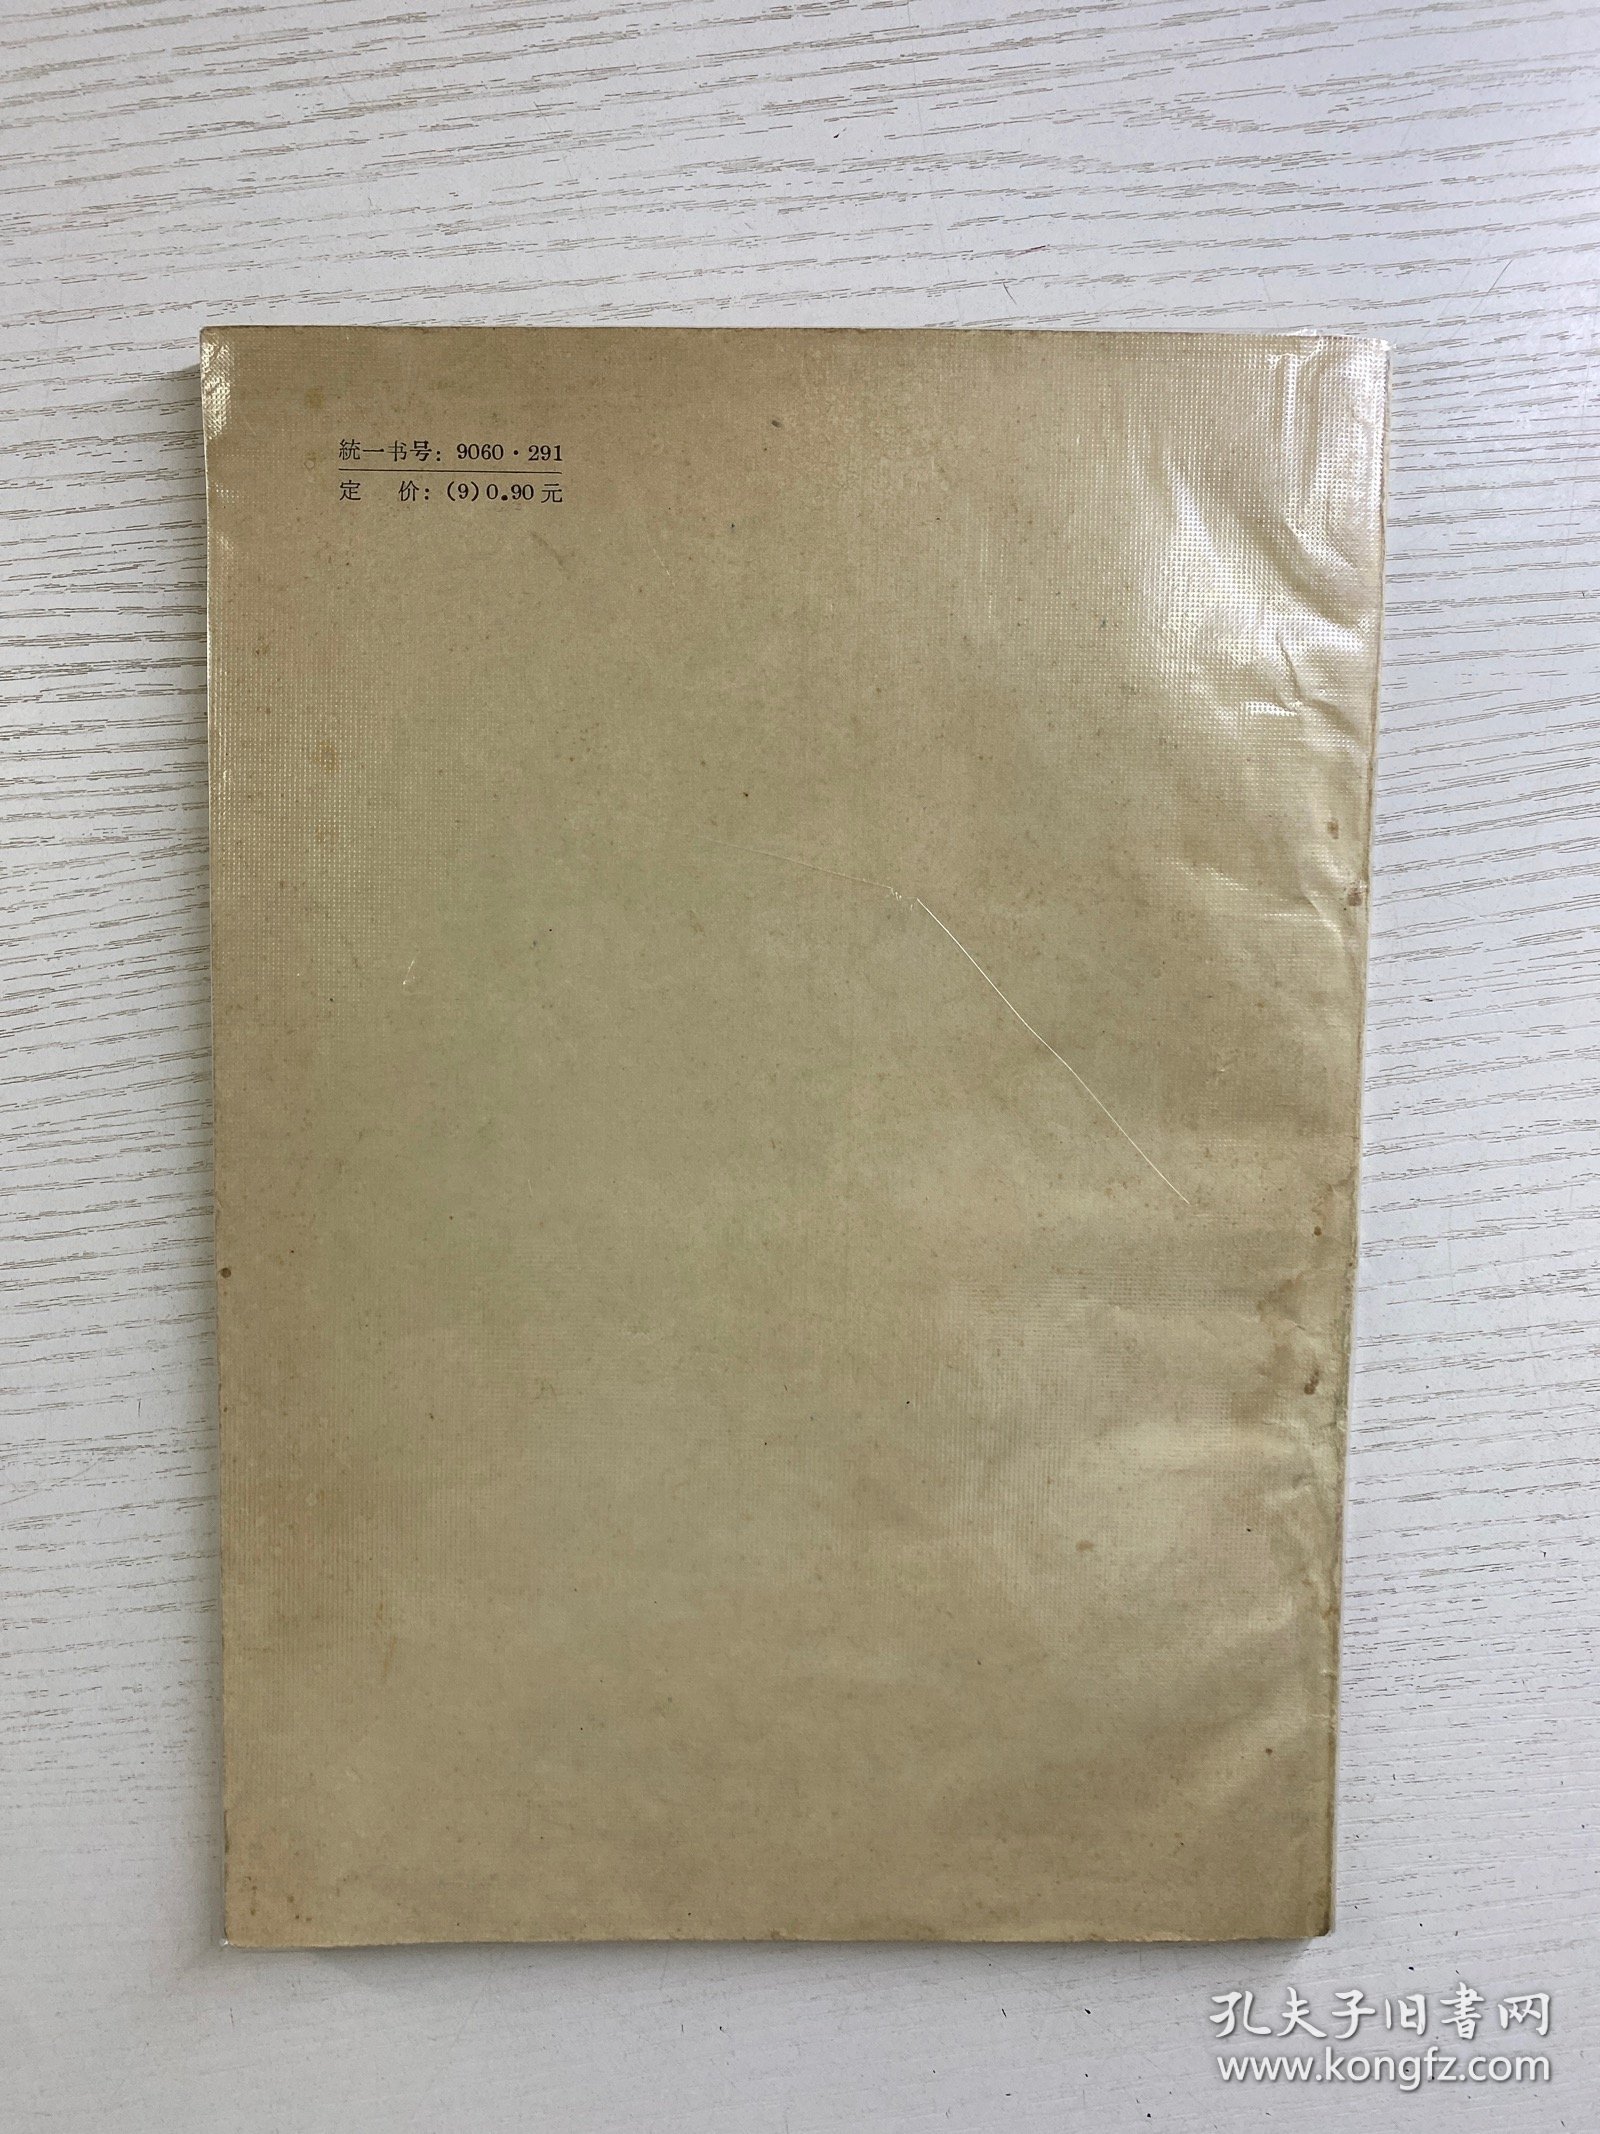 統一书号: 9060·291
定 价: (9)0.90元
孔夫子旧書网
www.kongfz.com